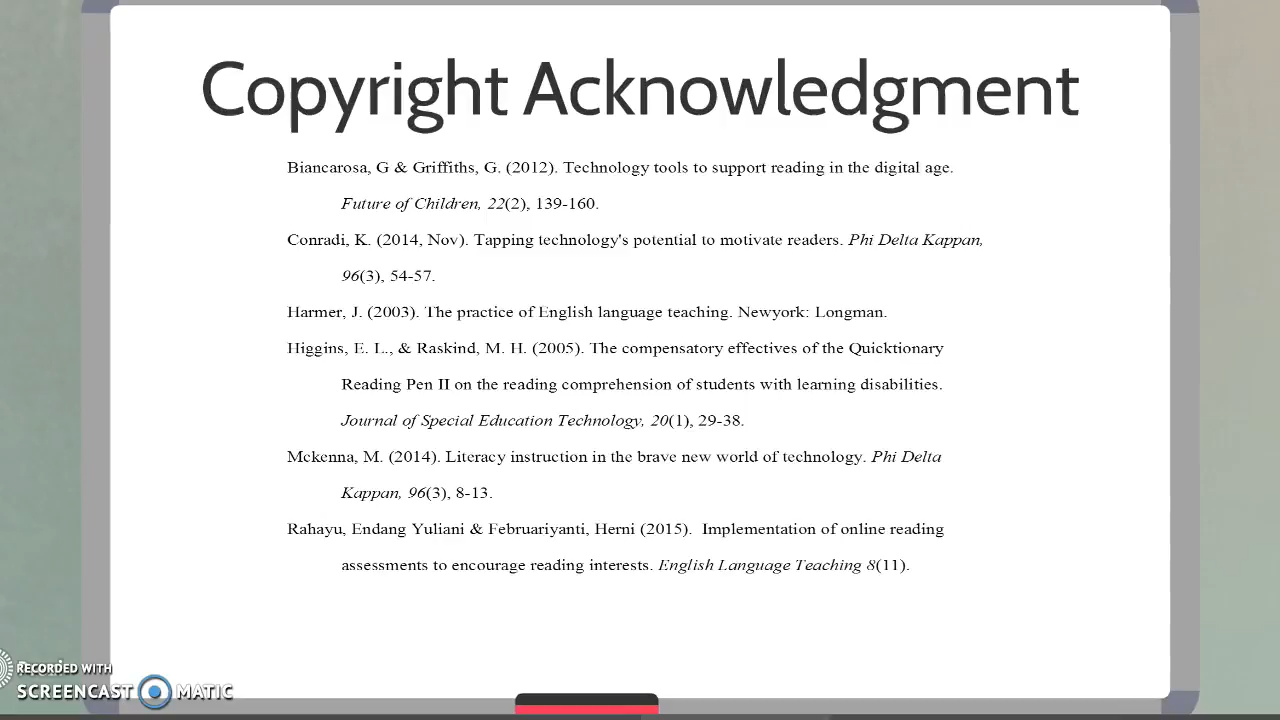 Copyright Acknowledgment
Biancarosa, G & Griffiths, G. (2012). Technology tools to support reading in the digital age.
Future of Children, 22(2), 139-160.
Conradi, K. (2014, Nov). Tapping technology's potential to motivate readers. Phi Delta Kappan,
96(3), 54-57.
Harmer, J. (2003). The practice of English language teaching. Newyork: Longman.
Higgins, E. L., & Raskind, M. H. (2005). The compensatory effectives of the Quicktionary
Reading Pen II on the reading comprehension of students with learning disabilities.
Journal of Special Education Technology, 20(1), 29-38.
Mckenna, M. (2014). Literacy instruction in the brave new world of technology. Phi Delta
Kappan, 96(3), 8-13.
Rahayu, Endang Yuliani & Februariyanti, Herni (2015).  Implementation of online reading
assessments to encourage reading interests. English Language Teaching 8(11).
RECORDED WITH
SCREENCAST MATIC